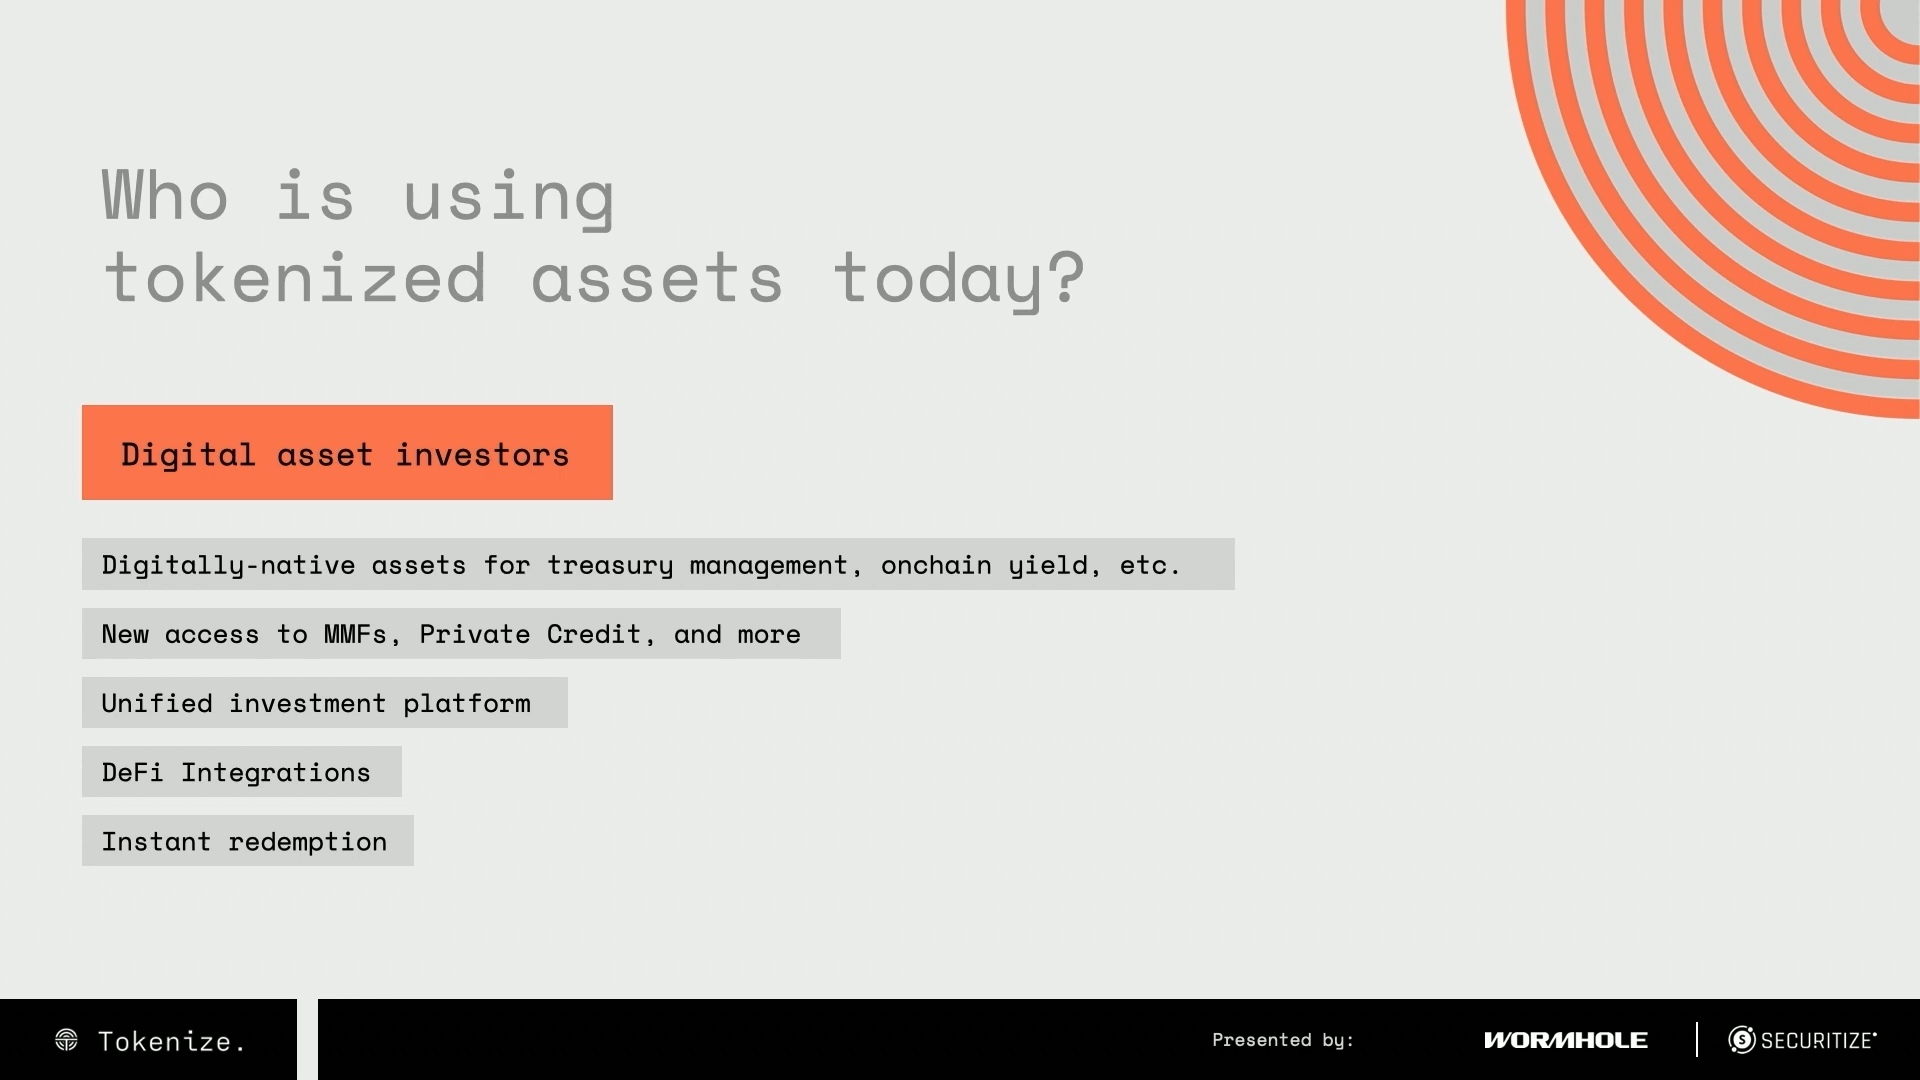 Who is using
tokenized assets today?
Digital asset investors
Digitally-native assets for treasury management, onchain yield, etc.
New access to MMFs, Private Credit, and more
Unified investment platform
DeFi Integrations
Instant redemption
Tokenize.
Presented by:
WORMHOLE
S SECURITIZE